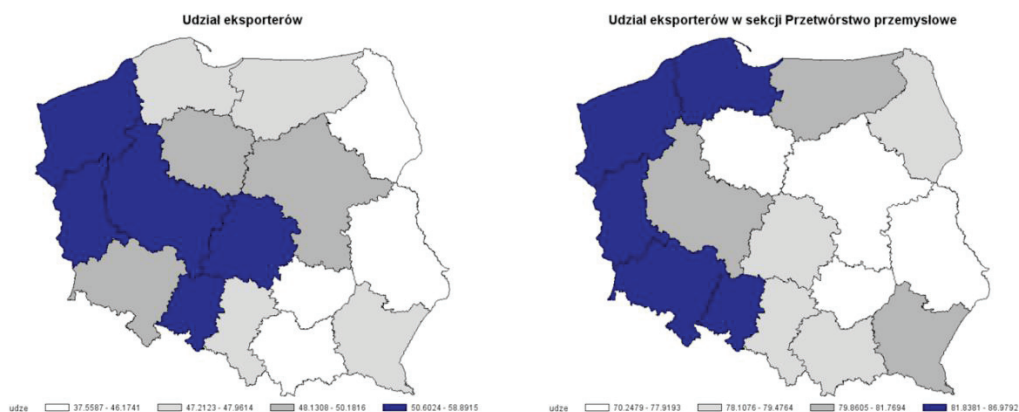 Udział eksporterów
Udział eksporterów w sekcji Przetwórstwo przemysłowe
udze 37.5587 - 46.1741 47.2123 - 47.9614 48.1308 - 50.1816 50.6024 - 58.8915
udze 70.2479 - 77.9193 78.1076 - 79.4764 79.8605 - 81.7694 81.8381 - 86.9792